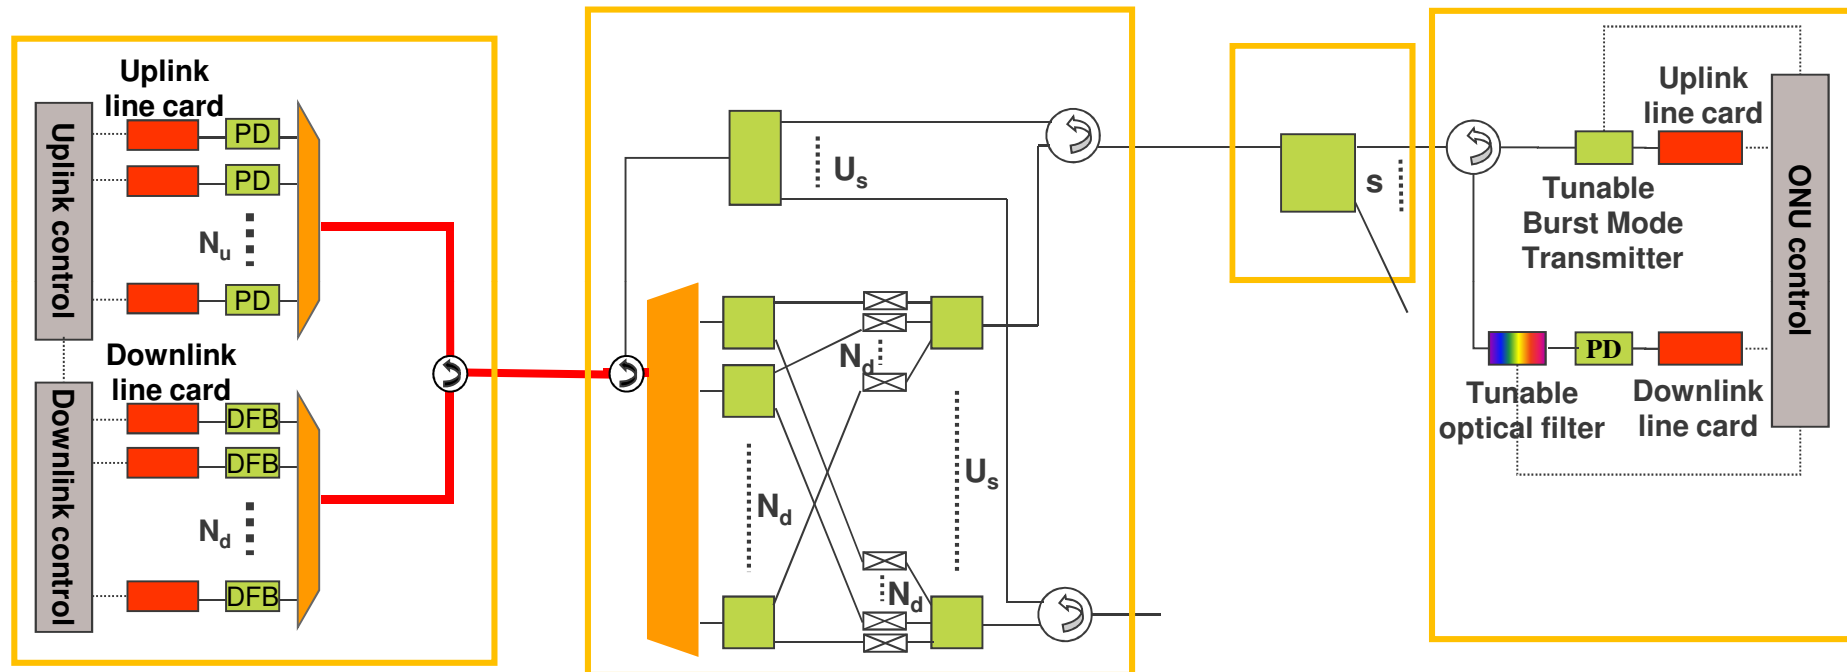 Uplink
line card
Uplink control
PD
PD
Nu
PD
Downlink
line card
Downlink control
DFB
DFB
Nd
DFB
Us
Nd
Nd
Us
Nd
s
Uplink
line card
Tunable
Burst Mode
Transmitter
ONU control
PD
Tunable
optical filter
Downlink
line card